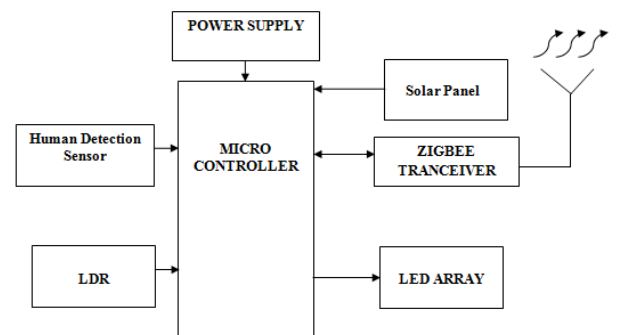 POWER SUPPLY
Solar Panel
Human Detection
Sensor
MICRO
CONTROLLER
ZIGBEE
TRANCEIVER
LDR
LED ARRAY